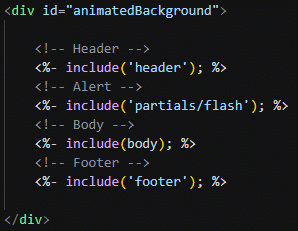 <div id="animatedBackground">
<!-- Header -->
<%- include('header'); %>
<!-- Alert -->
<%- include('partials/flash'); %>
<!-- Body -->
<%- include(body); %>
<!-- Footer -->
<%- include('footer'); %>
</div>